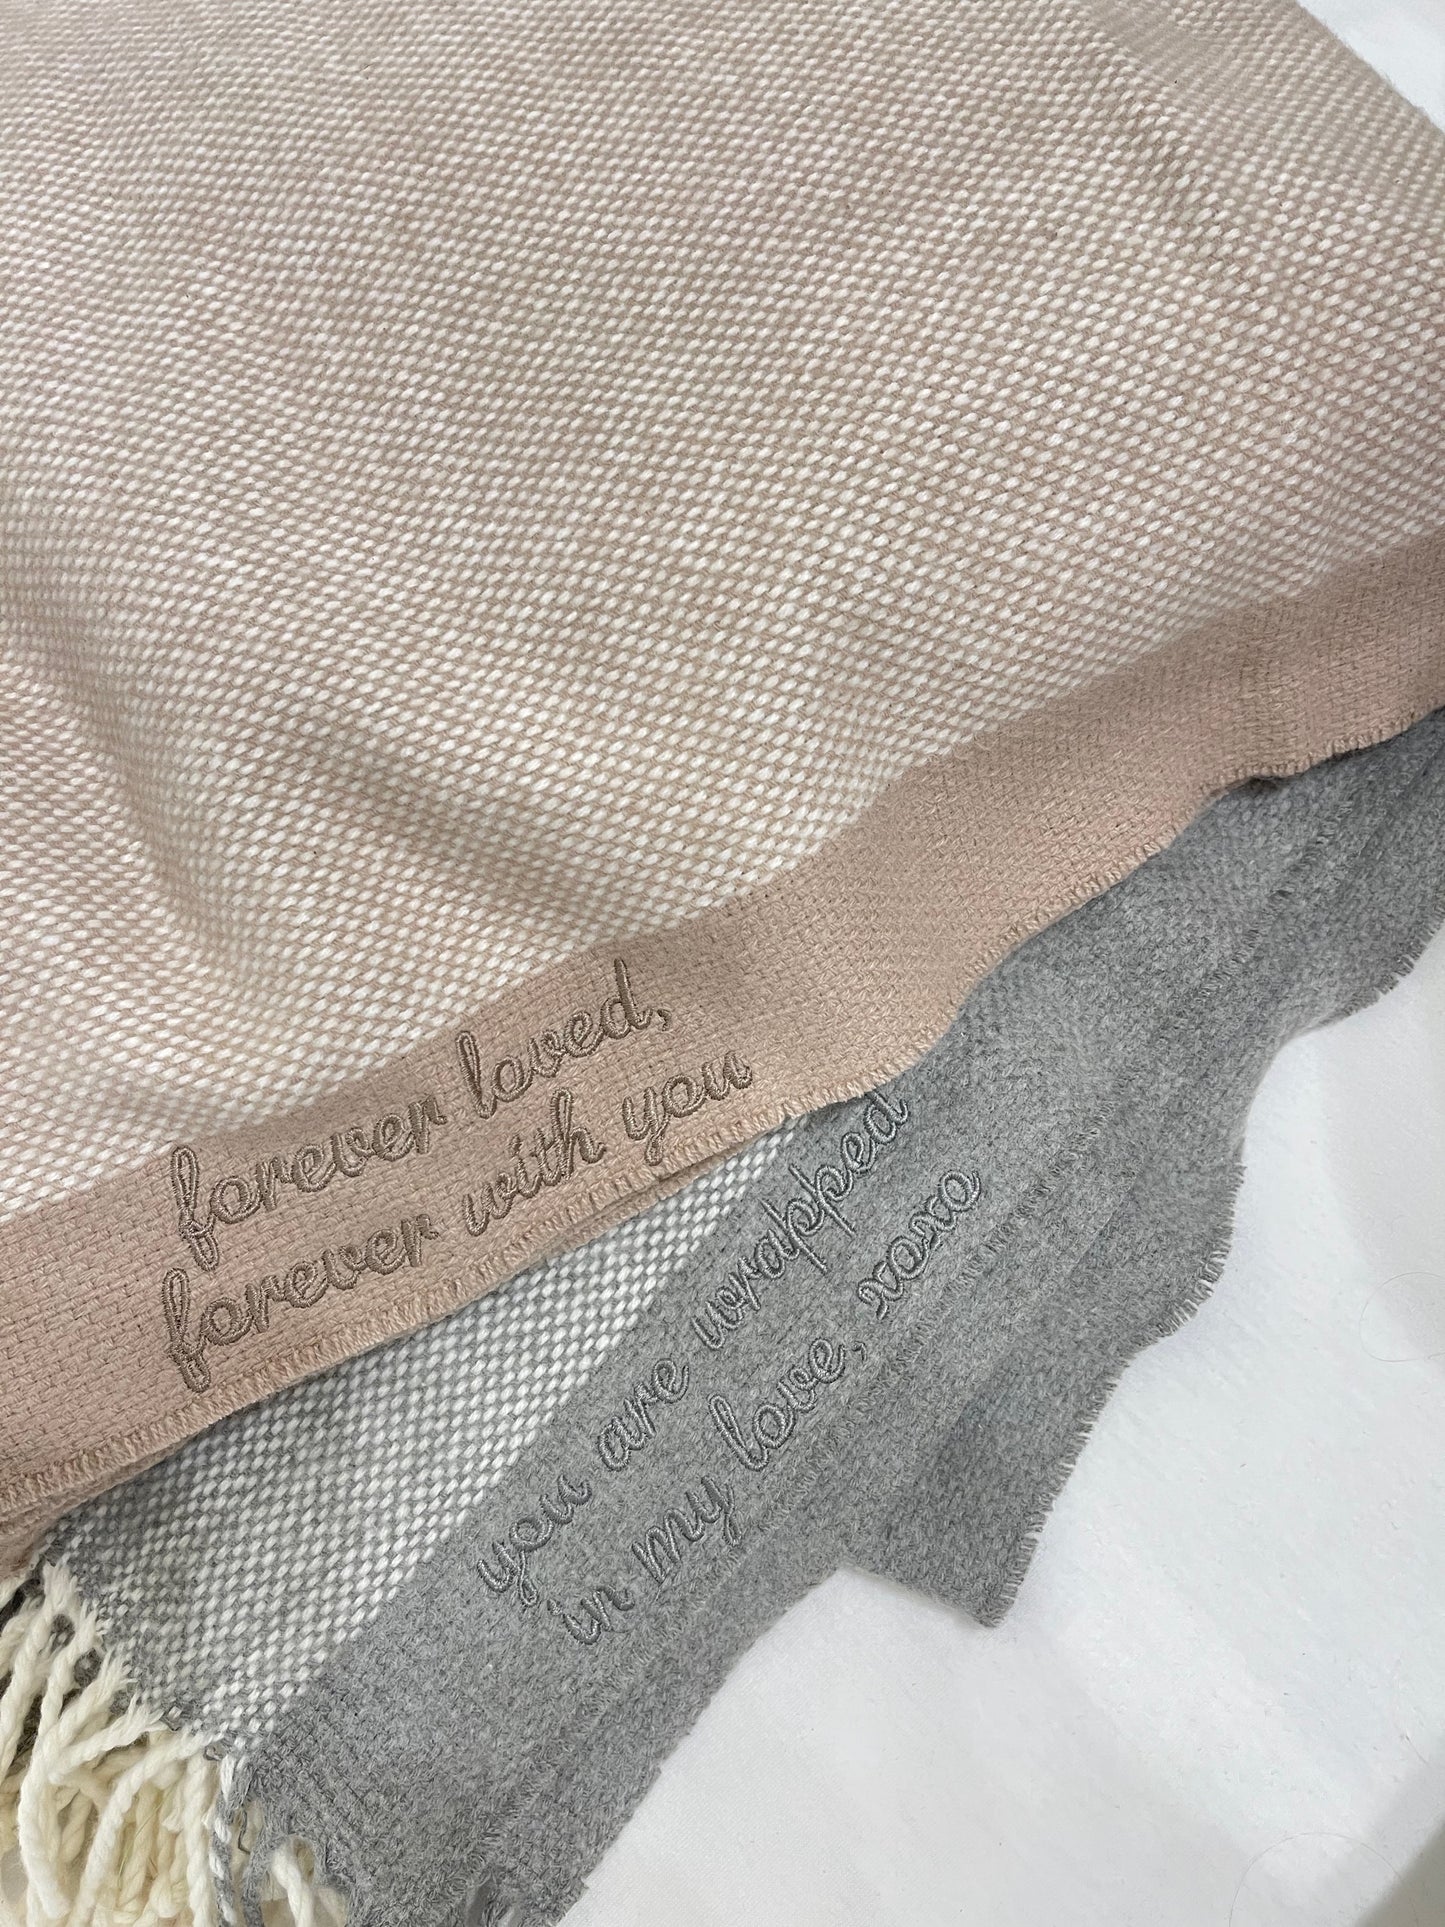 forever loved,
forever with you
you are wrapped
in my love, xoxo